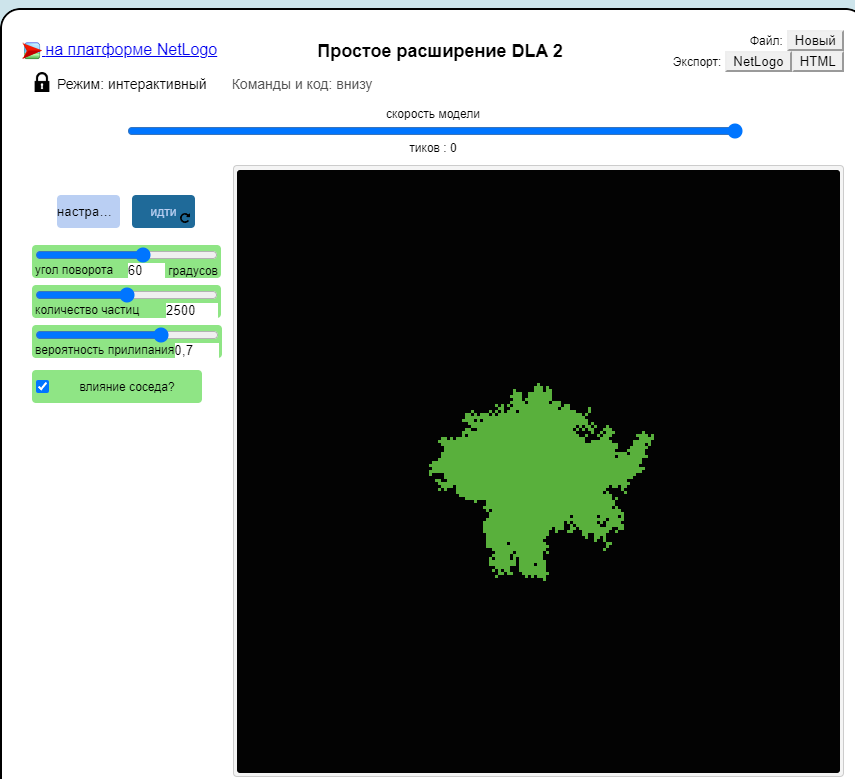 на платформе NetLogo
Простое расширение DLA 2
Файл: Новый
Экспорт: NetLogo HTML
Режим: интерактивный
Команды и код: внизу
скорость модели
тиков : 0
настра...
идти
угол поворота 60 градусов
количество частиц 2500
вероятность прилипания 0,7
влияние соседа?